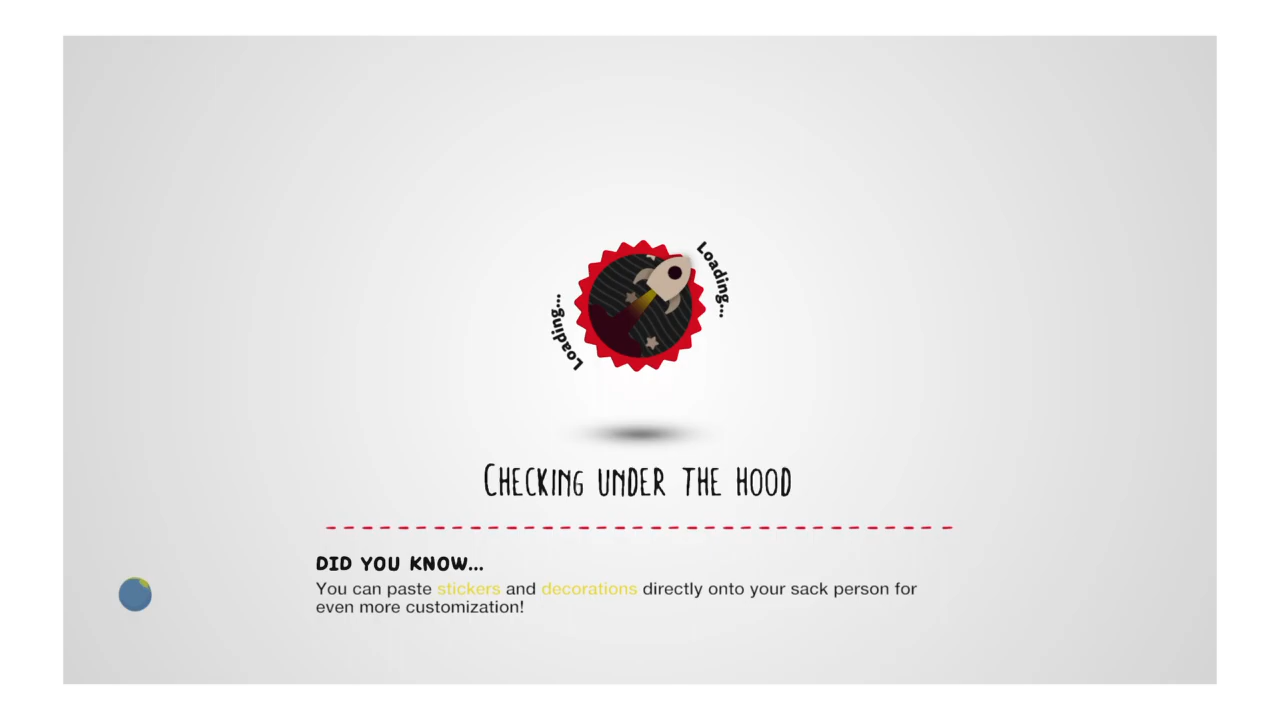 Loading...
Loading...
Checking under the hood
DID YOU KNOW...
You can paste stickers and decorations directly onto your sack person for
even more customization!